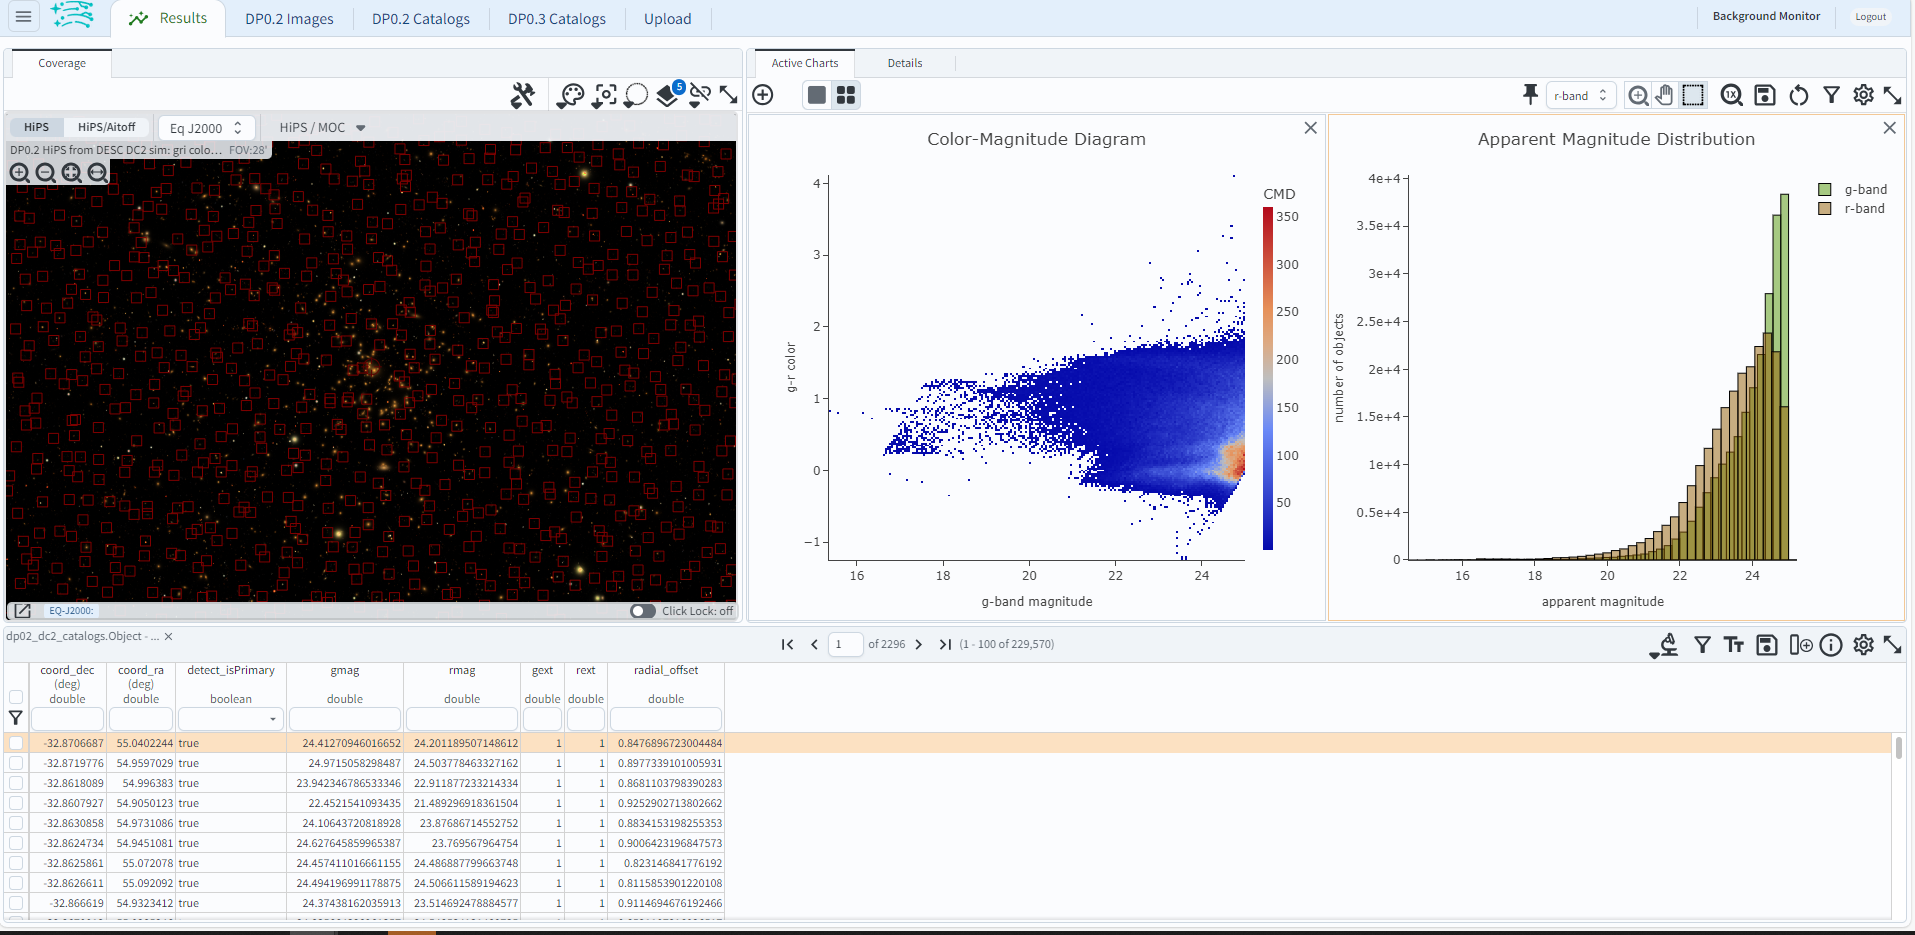 Results
DP0.2 Images
DP0.2 Catalogs
DP0.3 Catalogs
Upload
Background Monitor
Logout
Coverage
5
HiPS
HiPS/Aitoff
Eq J2000
HiPS / MOC
DP0.2 HiPS from DESC DC2 sim: gri colo... FOV:28'
EQ-J2000:
Click Lock: off
Active Charts
Details
r-band
1X
Color-Magnitude Diagram
4
3
2
1
0
−1
g-r color
16 18 20 22 24
g-band magnitude
CMD
350
300
250
200
150
100
50
Apparent Magnitude Distribution
4e+4
3.5e+4
3e+4
2.5e+4
2e+4
1.5e+4
1e+4
0.5e+4
0
number of objects
16 18 20 22 24
apparent magnitude
g-band
r-band
dp02_dc2_catalogs.Object - ...
1 of 2296 (1 - 100 of 229,570)
coord_dec coord_ra detect_isPrimary gmag rmag gext rext radial_offset
(deg) (deg)
double double boolean double double double double double
-32.8706687 55.0402244 true 24.41270946016652 24.201189507148612 1 1 0.8476896723004484
-32.8719776 54.9597029 true 24.9715058298487 24.503778463327162 1 1 0.8977339101005931
-32.8618089 54.996383 true 23.942346786533346 22.911877233214334 1 1 0.8681103798390283
-32.8607927 54.9050123 true 22.4521541093435 21.489296918361504 1 1 0.9252902713802662
-32.8630858 54.9731086 true 24.10643720818928 23.87686714552752 1 1 0.8834153198255353
-32.8624734 54.9451081 true 24.627645859965387 23.769567964754 1 1 0.9006423196847573
-32.8625861 55.072078 true 24.457411016661155 24.486887799663748 1 1 0.823146841776192
-32.8626611 55.092092 true 24.494196991178875 24.506611589194623 1 1 0.8115853901220108
-32.866619 54.9323412 true 24.37438162035913 23.514692478884577 1 1 0.9114694676192466